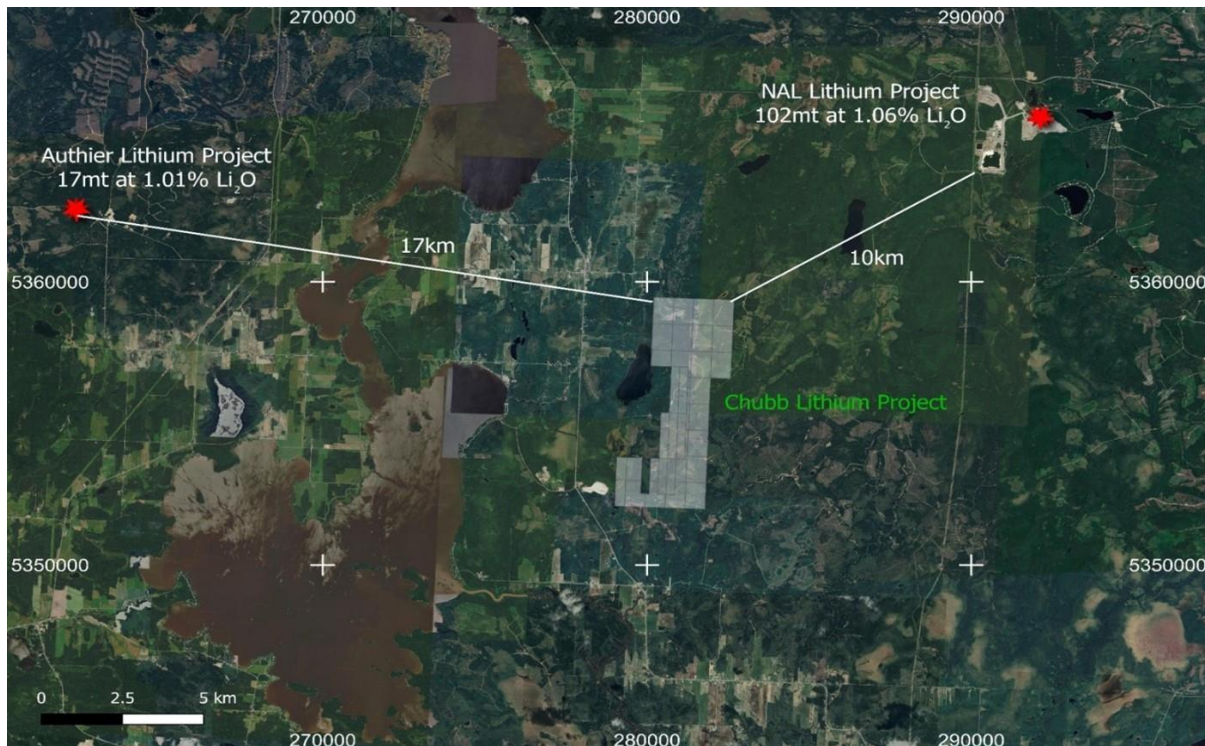 270000
280000
290000
NAL Lithium Project
102mt at 1.06% Li₂O
Authier Lithium Project
17mt at 1.01% Li₂O
17km
10km
5360000
5360000
Chubb Lithium Project
5350000
5350000
0 2.5 5 km
270000
280000
290000